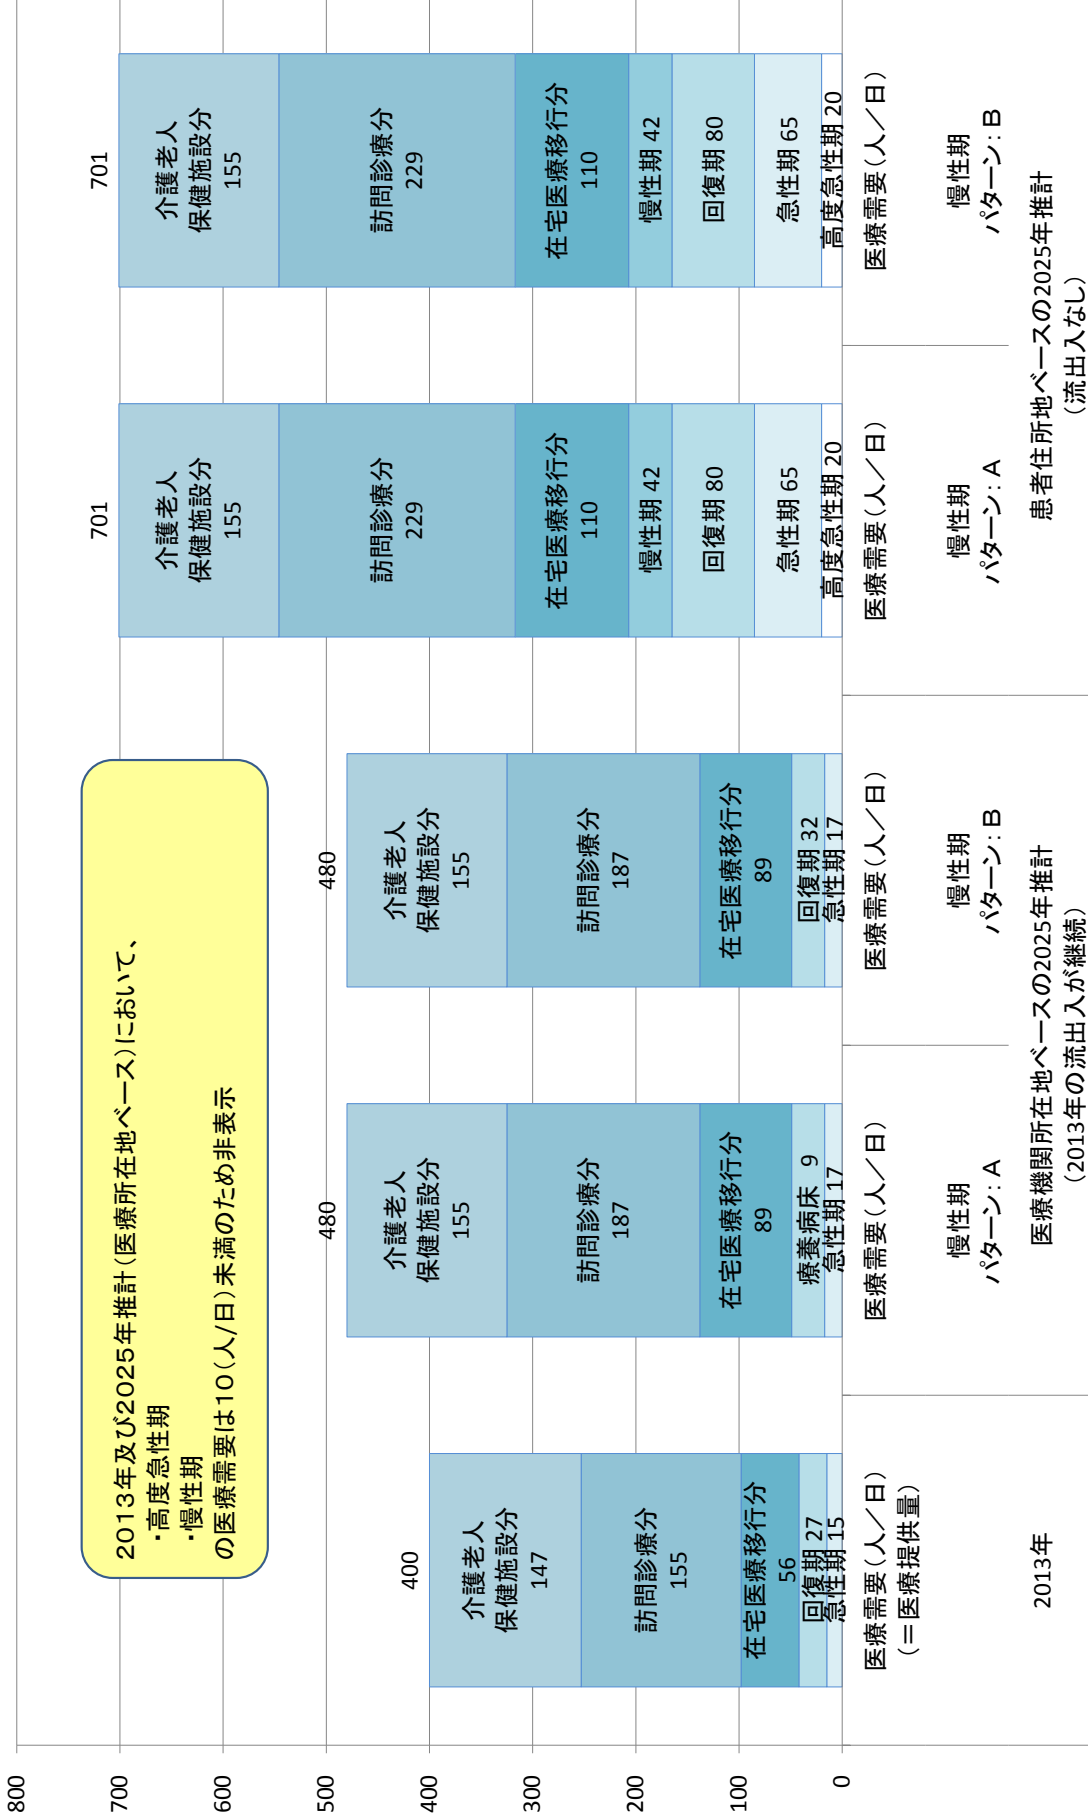 800
700
600
500
400
300
200
100
0
2013年及び2025年推計（医療所在地ベース）において、
・高度急性期
・慢性期
の医療需要は10（人/日）未満のため非表示
400
介護老人
保健施設分
147
訪問診療分
155
在宅医療移行分
56
回復期 27
急性期 15
医療需要（人／日）
（＝医療提供量）
2013年
480
介護老人
保健施設分
155
訪問診療分
187
在宅医療移行分
89
療養病床 9
急性期 17
医療需要（人／日）
慢性期
パターン：A
480
介護老人
保健施設分
155
訪問診療分
187
在宅医療移行分
89
回復期 32
急性期 17
医療需要（人／日）
慢性期
パターン：B
医療機関所在地ベースの2025年推計
（2013年の流出入が継続）
701
介護老人
保健施設分
155
訪問診療分
229
在宅医療移行分
110
慢性期 42
回復期 80
急性期 65
高度急性期 20
医療需要（人／日）
慢性期
パターン：A
701
介護老人
保健施設分
155
訪問診療分
229
在宅医療移行分
110
慢性期 42
回復期 80
急性期 65
高度急性期 20
医療需要（人／日）
慢性期
パターン：B
患者住所地ベースの2025年推計
（流出入なし）